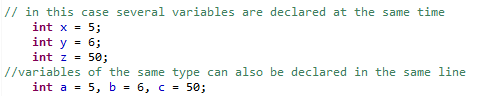 // in this case several variables are declared at the same time
int x = 5;
int y = 6;
int z = 50;
//variables of the same type can also be declared in the same line
int a = 5, b = 6, c = 50;